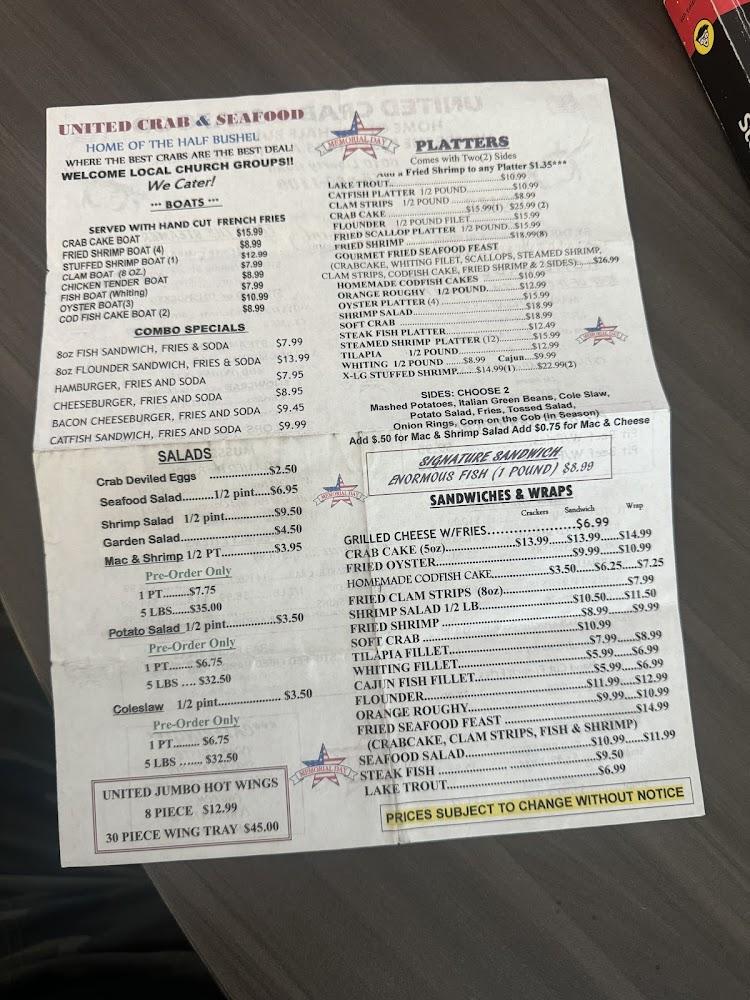 UNITED CRAB & SEAFOOD
HOME OF THE HALF BUSHEL
WHERE THE BEST CRABS ARE THE BEST DEAL!
WELCOME LOCAL CHURCH GROUPS!!
We Cater!
*** BOATS ***
SERVED WITH HAND CUT FRENCH FRIES
CRAB CAKE BOAT $15.99
FRIED SHRIMP BOAT (4) $8.99
STUFFED SHRIMP BOAT (1) $12.99
CLAM BOAT (8 OZ.) $7.99
CHICKEN TENDER BOAT $8.99
FISH BOAT (Whiting) $7.99
OYSTER BOAT(3) $10.99
COD FISH CAKE BOAT (2) $8.99
COMBO SPECIALS
8oz FISH SANDWICH, FRIES & SODA $7.99
8oz FLOUNDER SANDWICH, FRIES & SODA $13.99
HAMBURGER, FRIES AND SODA $7.95
CHEESEBURGER, FRIES AND SODA $8.95
BACON CHEESEBURGER, FRIES AND SODA $9.45
CATFISH SANDWICH, FRIES AND SODA $9.99
SALADS
Crab Deviled Eggs ..................$2.50
Seafood Salad.........1/2 pint....$6.95
Shrimp Salad 1/2 pint..............$9.50
Garden Salad............................$4.50
Mac & Shrimp 1/2 PT...............$3.95
Pre-Order Only
1 PT.........$7.75
5 LBS.....$35.00
Potato Salad 1/2 pint...............$3.50
Pre-Order Only
1 PT........ $6.75
5 LBS .... $32.50
Coleslaw 1/2 pint...................$3.50
Pre-Order Only
1 PT......... $6.75
5 LBS ....... $32.50
UNITED JUMBO HOT WINGS
8 PIECE $12.99
30 PIECE WING TRAY $45.00
MEMORIAL DAY
PLATTERS
Comes with Two(2) Sides
a Fried Shrimp to any Platter $1.35***
LAKE TROUT............................$10.99
CATFISH PLATTER 1/2 POUND................$10.99
CLAM STRIPS 1/2 POUND..................$8.99
CRAB CAKE ........................$15.99(1) $25.99 (2)
FLOUNDER 1/2 POUND FILET.............$15.99
FRIED SCALLOP PLATTER 1/2 POUND..$15.99
FRIED SHRIMP ...........................$18.99(8)
GOURMET FRIED SEAFOOD FEAST
(CRABCAKE, WHITING FILET, SCALLOPS, STEAMED SHRIMP,
CLAM STRIPS, CODFISH CAKE, FRIED SHRIMP & 2 SIDES)......$26.99
HOMEMADE CODFISH CAKES ..........$10.99
ORANGE ROUGHY 1/2 POUND..........$12.99
OYSTER PLATTER (4) .........................$15.99
SHRIMP SALAD................................$18.99
SOFT CRAB ...................................$18.99
STEAK FISH PLATTER........................$12.49
STEAMED SHRIMP PLATTER (12).........$15.99
TILAPIA 1/2 POUND.....................$12.99
WHITING 1/2 POUND ......$8.99 Cajun...$9.99
X-LG STUFFED SHRIMP.......$14.99(1).......$22.99(2)
MEMORIAL DAY
SIDES: CHOOSE 2
Mashed Potatoes, Italian Green Beans, Cole Slaw,
Potato Salad, Fries, Tossed Salad,
Onion Rings, Corn on the Cob (in Season)
Add $.50 for Mac & Shrimp Salad Add $0.75 for Mac & Cheese
SIGNATURE SANDWICH
ENORMOUS FISH (1 POUND) $8.99
MEMORIAL DAY
SANDWICHES & WRAPS
Crackers Sandwich Wrap
GRILLED CHEESE W/FRIES......................$6.99
CRAB CAKE (5oz)....................$13.99......$13.99......$14.99
FRIED OYSTER...............................$9.99......$10.99
HOMEMADE CODFISH CAKE................$3.50.....$6.25.....$7.25
FRIED CLAM STRIPS (8oz)............................$7.99
SHRIMP SALAD 1/2 LB...........................$10.50.....$11.50
FRIED SHRIMP ...................................$8.99......$9.99
SOFT CRAB ......................................$10.99
TILAPIA FILLET...................................$7.99......$8.99
WHITING FILLET.................................$5.99......$6.99
CAJUN FISH FILLET............................$5.99......$6.99
FLOUNDER.........................................$11.99....$12.99
ORANGE ROUGHY................................$9.99....$10.99
FRIED SEAFOOD FEAST ..............................$14.99
(CRABCAKE, CLAM STRIPS, FISH & SHRIMP)
SEAFOOD SALAD...............................$10.99......$11.99
STEAK FISH .......................................$9.50
LAKE TROUT......................................$6.99
MEMORIAL DAY
PRICES SUBJECT TO CHANGE WITHOUT NOTICE